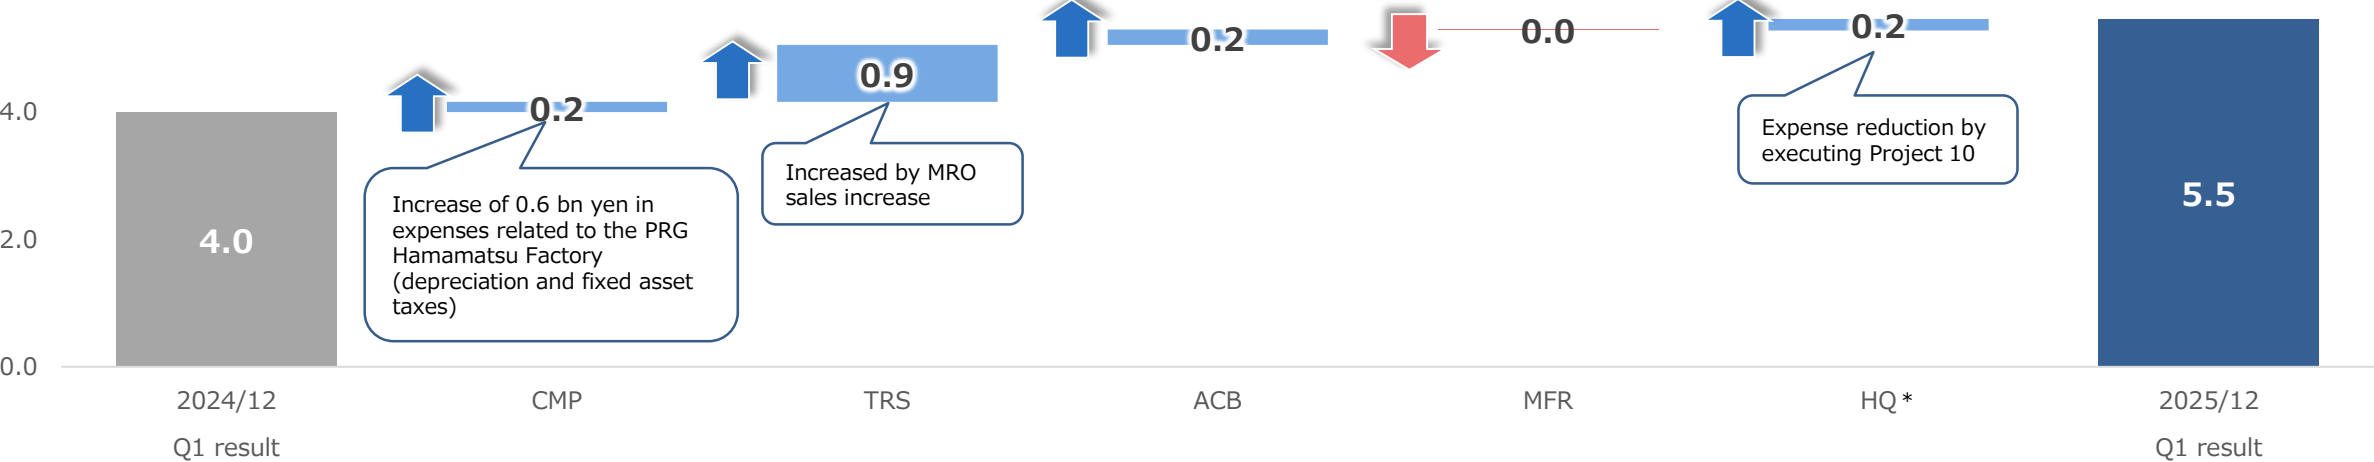 0.2
0.0
0.2
0.9
4.0
0.2
Expense reduction by
executing Project 10
Increased by MRO
sales increase
Increase of 0.6 bn yen in
expenses related to the PRG
Hamamatsu Factory
(depreciation and fixed asset
taxes)
5.5
2.0
4.0
0.0
2024/12
Q1 result
CMP
TRS
ACB
MFR
HQ *
2025/12
Q1 result